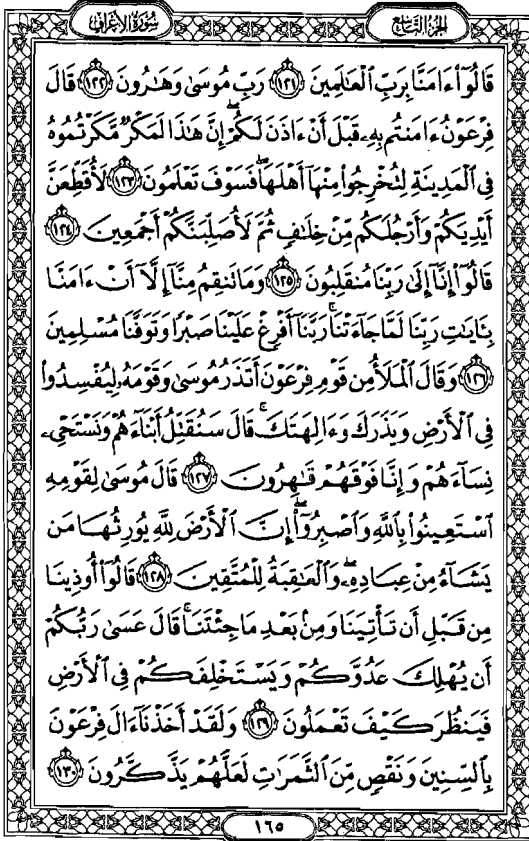 سُورَةُ الْأَعْرَافِ
الجُزْءُ التَّاسِعُ
قَالُوٓا۟ ءَامَنَّا بِرَبِّ ٱلْعَٰلَمِينَ ١٢١ رَبِّ مُوسَىٰ وَهَٰرُونَ ١٢٢ قَالَ
فِرْعَوْنُ ءَامَنتُم بِهِۦ قَبْلَ أَنْ ءَاذَنَ لَكُمْ ۖ إِنَّ هَٰذَا لَمَكْرٌ مَّكَرْتُمُوهُ
فِى ٱلْمَدِينَةِ لِتُخْرِجُوا۟ مِنْهَآ أَهْلَهَا ۖ فَسَوْفَ تَعْلَمُونَ ١٢٣ لَأُقَطِّعَنَّ
أَيْدِيَكُمْ وَأَرْجُلَكُم مِّنْ خِلَٰفٍ ثُمَّ لَأُصَلِّبَنَّكُمْ أَجْمَعِينَ ١٢٤
قَالُوٓا۟ إِنَّآ إِلَىٰ رَبِّنَا مُنقَلِبُونَ ١٢٥ وَمَا تَنقِمُ مِنَّآ إِلَّآ أَنْ ءَامَنَّا
بِـَٔايَٰتِ رَبِّنَا لَمَّا جَآءَتْنَا ۚ رَبَّنَآ أَفْرِغْ عَلَيْنَا صَبْرًا وَتَوَفَّنَا مُسْلِمِينَ
١٢٦ وَقَالَ ٱلْمَلَأُ مِن قَوْمِ فِرْعَوْنَ أَتَذَرُ مُوسَىٰ وَقَوْمَهُۥ لِيُفْسِدُوا۟
فِى ٱلْأَرْضِ وَيَذَرَكَ وَءَالِهَتَكَ ۚ قَالَ سَنُقَتِّلُ أَبْنَآءَهُمْ وَنَسْتَحْىِۦ
نِسَآءَهُمْ وَإِنَّا فَوْقَهُمْ قَٰهِرُونَ ١٢٧ قَالَ مُوسَىٰ لِقَوْمِهِ
ٱسْتَعِينُوا۟ بِٱللَّهِ وَٱصْبِرُوٓا۟ ۖ إِنَّ ٱلْأَرْضَ لِلَّهِ يُورِثُهَا مَن
يَشَآءُ مِنْ عِبَادِهِۦ ۖ وَٱلْعَٰقِبَةُ لِلْمُتَّقِينَ ١٢٨ قَالُوٓا۟ أُوذِينَا
مِن قَبْلِ أَن تَأْتِيَنَا وَمِنۢ بَعْدِ مَا جِئْتَنَا ۚ قَالَ عَسَىٰ رَبُّكُمْ
أَن يُهْلِكَ عَدُوَّكُمْ وَيَسْتَخْلِفَكُمْ فِى ٱلْأَرْضِ
فَيَنظُرَ كَيْفَ تَعْمَلُونَ ١٢٩ وَلَقَدْ أَخَذْنَآ ءَالَ فِرْعَوْنَ
بِٱلسِّنِينَ وَنَقْصٍ مِّنَ ٱلثَّمَرَٰتِ لَعَلَّهُمْ يَذَّكَّرُونَ ١٣٠
١٦٥